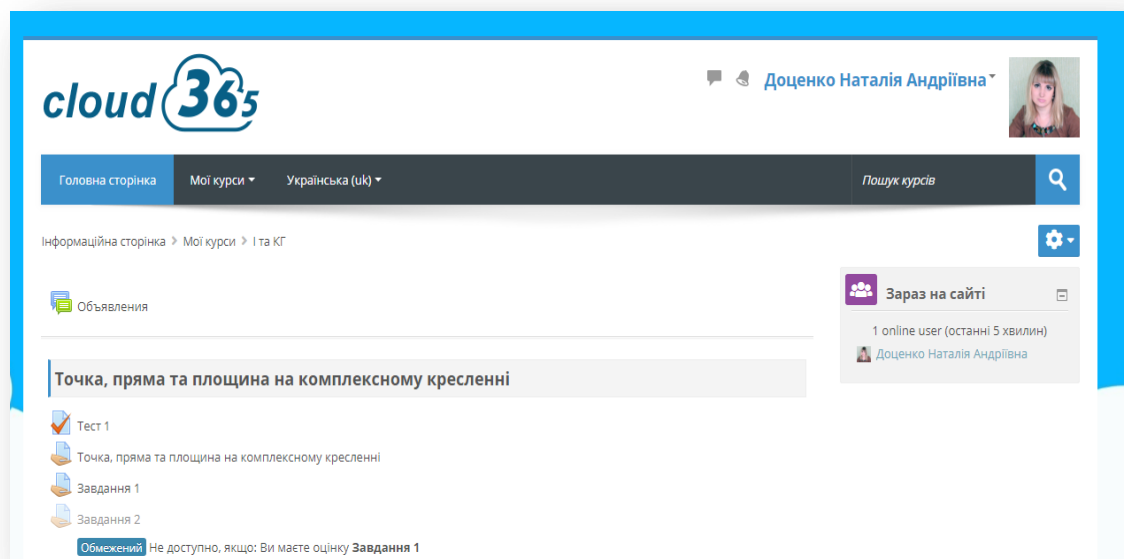 cloud 365
Доценко Наталія Андріївна
Головна сторінка Мої курси Українська (uk) Пошук курсів
Інформаційна сторінка Мої курси І та КГ
Объявления
Зараз на сайті
1 online user (останні 5 хвилин)
Доценко Наталія Андріївна
Точка, пряма та площина на комплексному кресленні
Тест 1
Точка, пряма та площина на комплексному кресленні
Завдання 1
Завдання 2
Обмежений Не доступно, якщо: Ви маєте оцінку Завдання 1